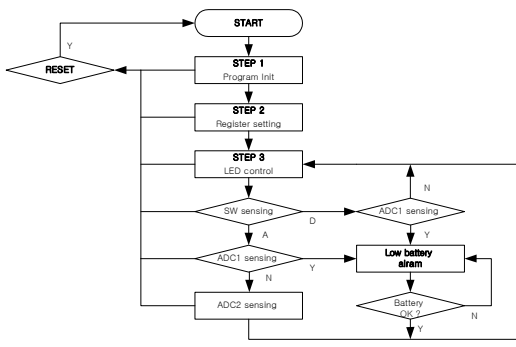 START
Y
RESET
STEP 1
Program Init
STEP 2
Register setting
STEP 3
LED control
N
SW sensing
D
ADC1 sensing
A
Y
ADC1 sensing
Y
Low battery
alram
N
ADC2 sensing
Battery
OK ?
N
Y